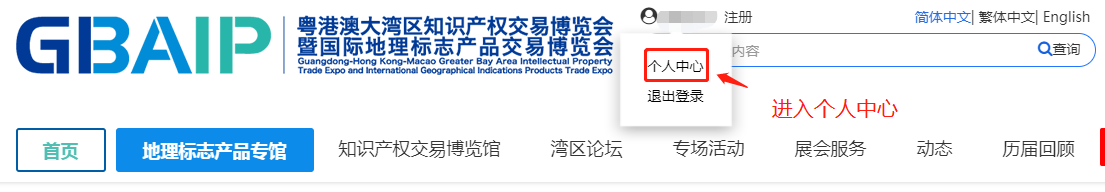 GBAIP
粤港澳大湾区知识产权交易博览会
暨国际地理标志产品交易博览会
Guangdong-Hong Kong-Macao Greater Bay Area Intellectual Property
Trade Expo and International Geographical Indications Products Trade Expo
注册
简体中文| 繁体中文| English
内容 查询
个人中心
退出登录
进入个人中心
首页 地理标志产品专馆 知识产权交易博览馆 湾区论坛 专场活动 展会服务 动态 历届回顾